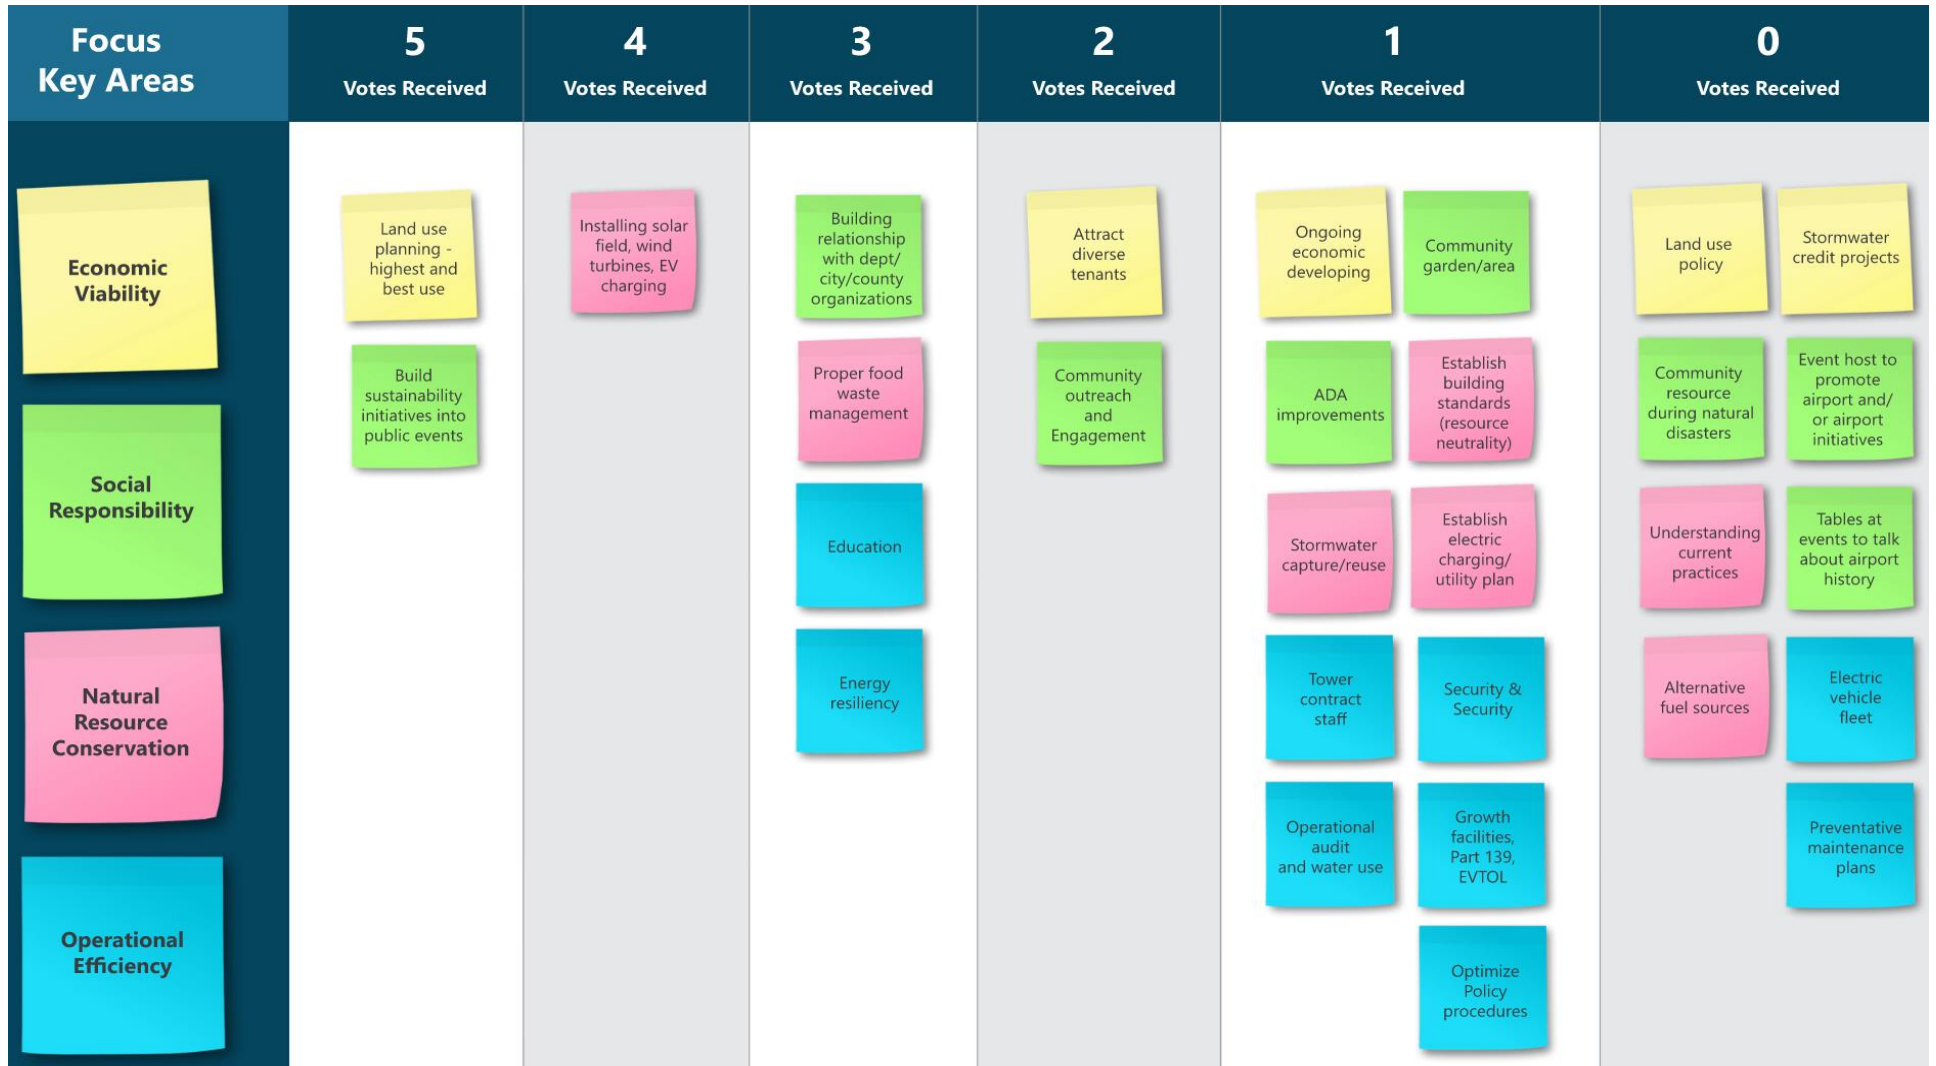 Focus
Key Areas
5
Votes Received
4
Votes Received
3
Votes Received
2
Votes Received
1
Votes Received
0
Votes Received
Economic
Viability
Social
Responsibility
Natural
Resource
Conservation
Operational
Efficiency
Land use
planning -
highest and
best use
Build
sustainability
initiatives into
public events
Installing solar
field, wind
turbines, EV
charging
Building
relationship
with dept/
city/county
organizations
Proper food
waste
management
Education
Energy
resiliency
Attract
diverse
tenants
Community
outreach
and
Engagement
Ongoing
economic
developing
Community
garden/area
ADA
improvements
Establish
building
standards
(resource
neutrality)
Stormwater
capture/reuse
Establish
electric
charging/
utility plan
Tower
contract
staff
Security &
Security
Operational
audit
and water use
Growth
facilities,
Part 139,
EVTOL
Optimize
Policy
procedures
Land use
policy
Stormwater
credit projects
Community
resource
during natural
disasters
Event host to
promote
airport and/
or airport
initiatives
Understanding
current
practices
Tables at
events to talk
about airport
history
Alternative
fuel sources
Electric
vehicle
fleet
Preventative
maintenance
plans